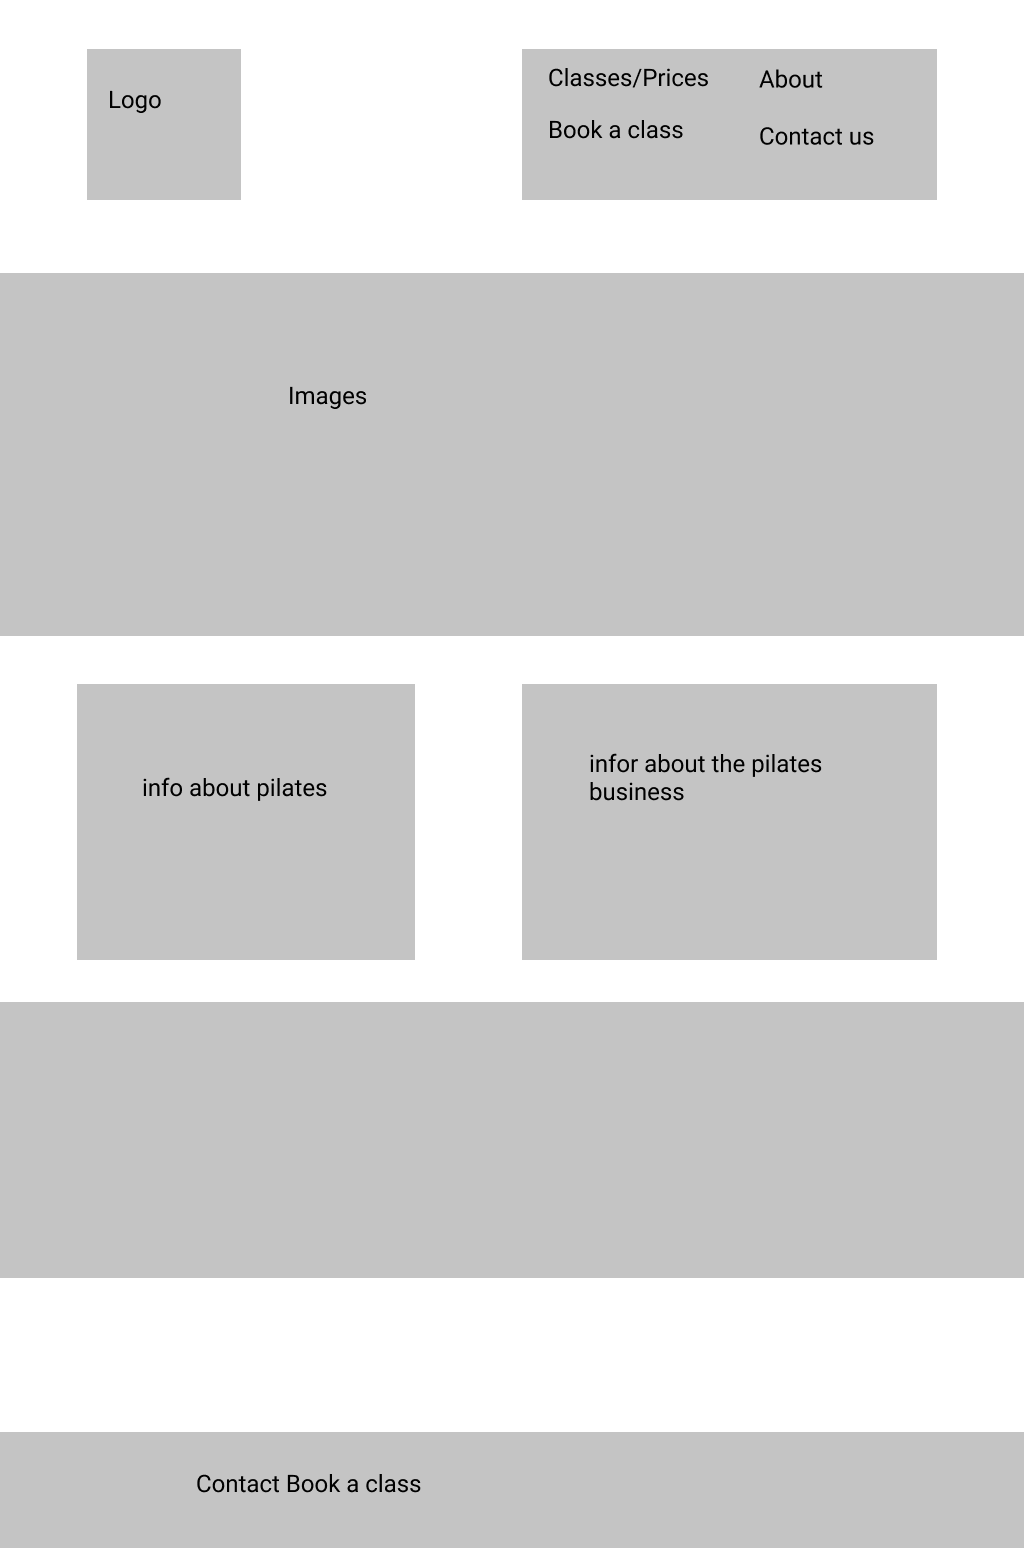 Logo
Classes/Prices
About
Book a class
Contact us
Images
info about pilates
infor about the pilates
business
Contact Book a class